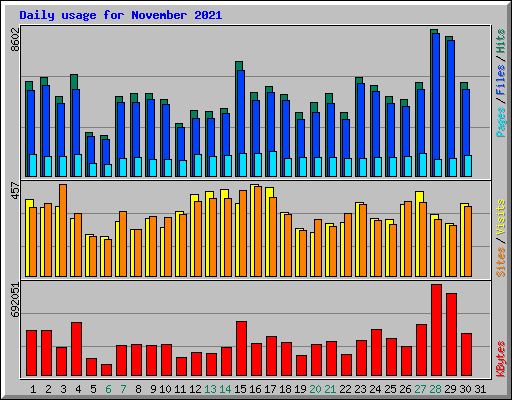 Daily usage for November 2021
8602
Pages / Files / Hits
457
Sites / Visits
692051
KBytes
1 2 3 4 5 6 7 8 9 10 11 12 13 14 15 16 17 18 19 20 21 22 23 24 25 26 27 28 29 30 31